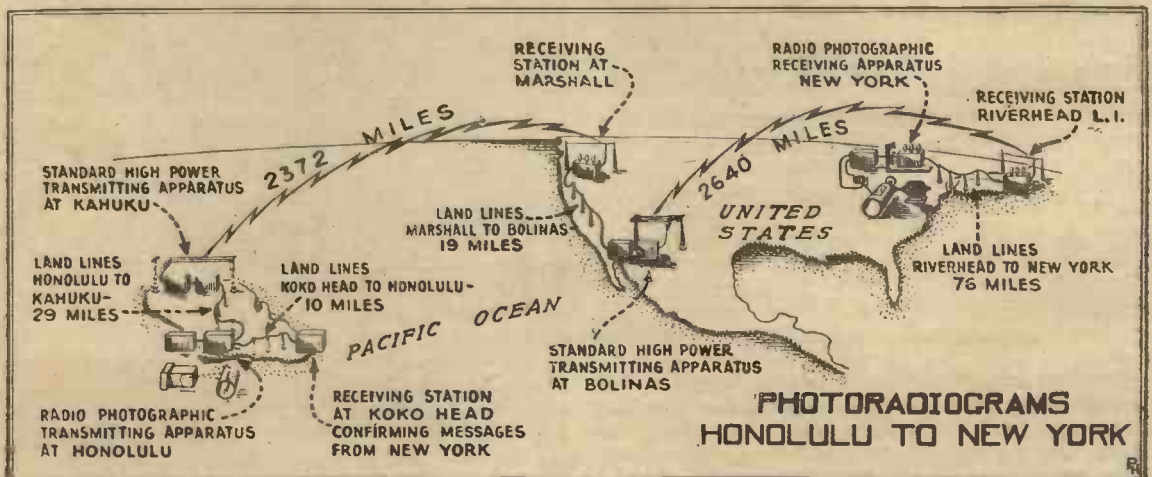 RECEIVING
STATION AT
MARSHALL
RADIO PHOTOGRAPHIC
RECEIVING APPARATUS
NEW YORK
RECEIVING STATION
RIVERHEAD L.I.
2372 MILES
2640 MILES
STANDARD HIGH POWER
TRANSMITTING APPARATUS
AT KAHUKU
LAND LINES
MARSHALL TO BOLINAS-
19 MILES
UNITED
STATES
LAND LINES
RIVERHEAD TO NEW YORK
76 MILES
LAND LINES
HONOLULU TO
KAHUKU-
29 MILES
LAND LINES
KOKO HEAD TO HONOLULU-
10 MILES
PACIFIC OCEAN
STANDARD HIGH POWER
TRANSMITTING APPARATUS
AT BOLINAS
RADIO PHOTOGRAPHIC
TRANSMITTING APPARATUS
AT HONOLULU
RECEIVING STATION
AT KOKO HEAD
CONFIRMING MESSAGES
FROM NEW YORK
PHOTORADIOGRAMS
HONOLULU TO NEW YORK